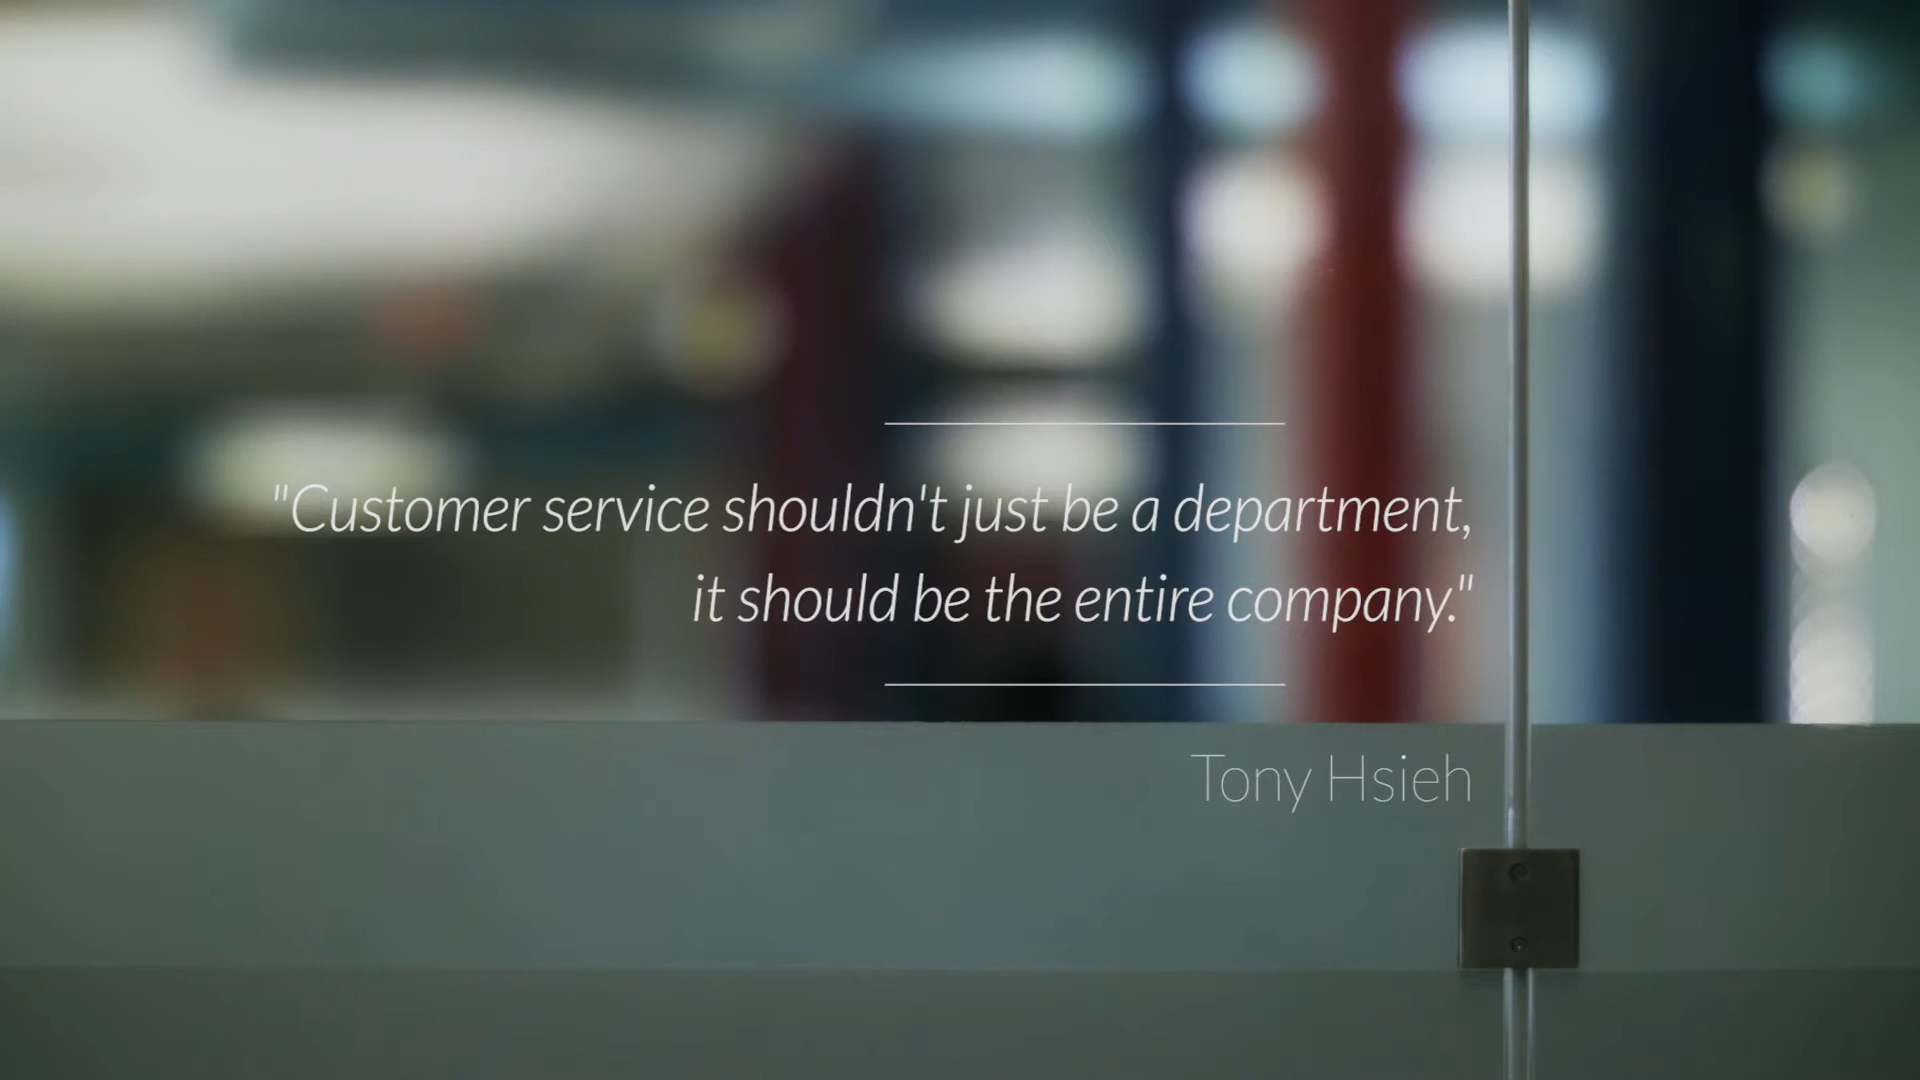 "Customer service shouldn't just be a department,
it should be the entire company."
Tony Hsieh